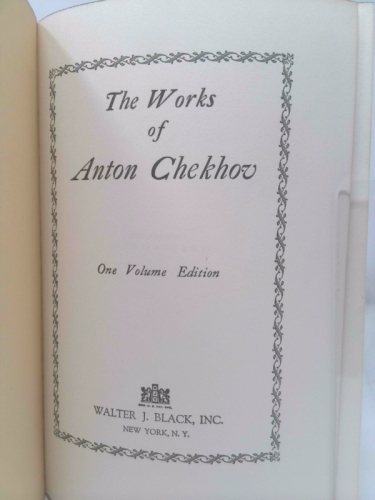 The Works
of
Anton Chekhov
One Volume Edition
WALTER J. BLACK, INC.
NEW YORK, N. Y.